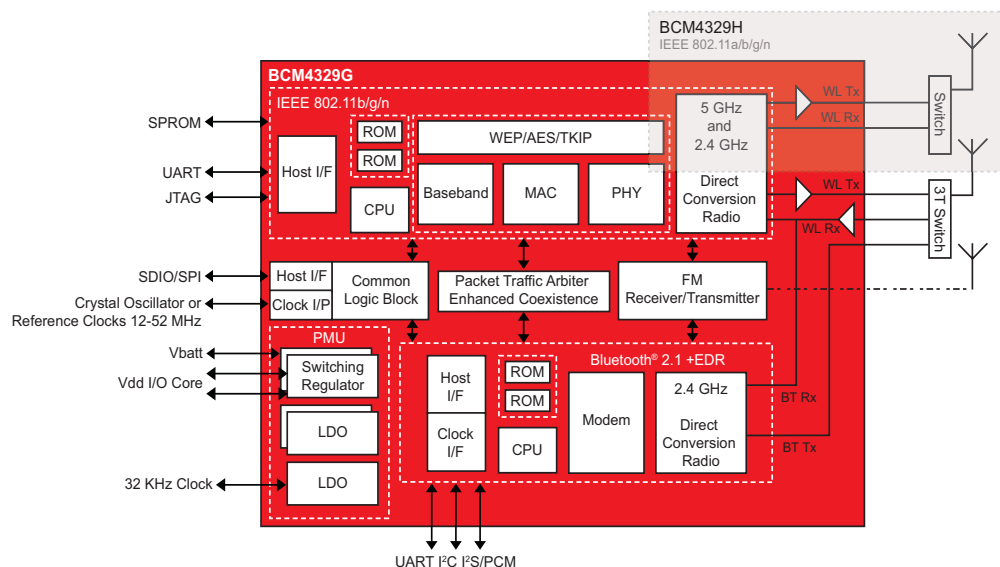 BCM4329H
IEEE 802.11a/b/g/n
BCM4329G
IEEE 802.11b/g/n
SPROM
UART
JTAG
Host I/F
ROM
ROM
CPU
WEP/AES/TKIP
Baseband
MAC
PHY
5 GHz
and
2.4 GHz
Direct
Conversion
Radio
WL Tx
WL Rx
Switch
WL Tx
WL Rx
3T Switch
SDIO/SPI
Crystal Oscillator or
Reference Clocks 12-52 MHz
Host I/F
Clock I/P
Common
Logic Block
Packet Traffic Arbiter
Enhanced Coexistence
FM
Receiver/Transmitter
PMU
Vbatt
Vdd I/O Core
Switching
Regulator
LDO
32 KHz Clock
LDO
Bluetooth® 2.1 +EDR
Host
I/F
Clock
I/F
ROM
ROM
CPU
Modem
2.4 GHz
Direct
Conversion
Radio
BT Rx
BT Tx
UART I²C I²S/PCM